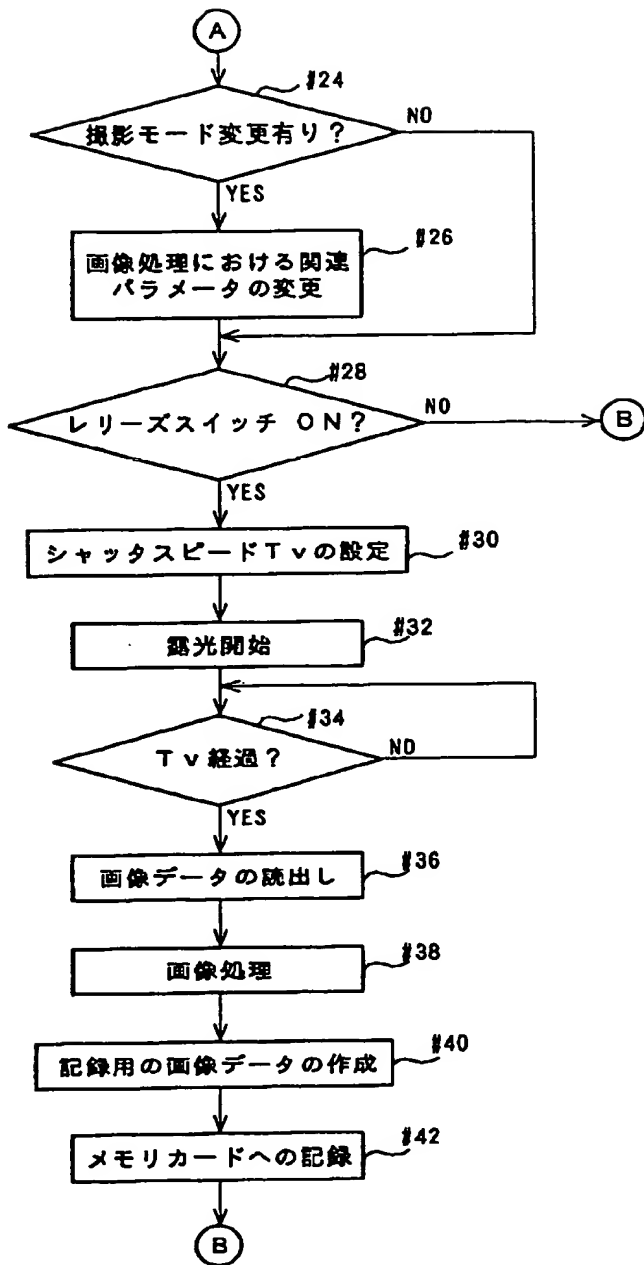 A
#24
撮影モード変更有り?
NO
YES
#26
画像処理における関連
パラメータの変更
#28
レリーズスイッチ ON?
NO
B
YES
#30
シャッタスピードTvの設定
#32
露光開始
#34
Tv経過?
NO
YES
#36
画像データの読出し
#38
画像処理
#40
記録用の画像データの作成
#42
メモリカードへの記録
B